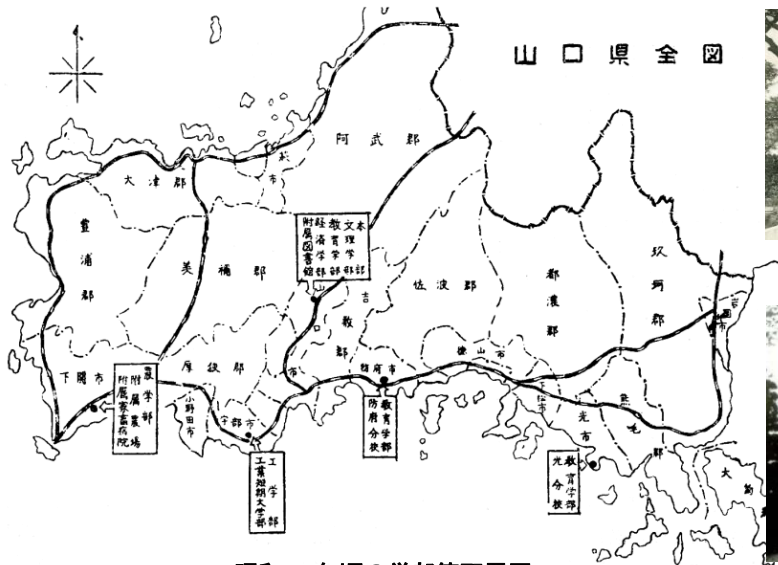 山口県全図
阿武郡
萩市
大津郡
豊浦郡
美祢郡
本部
文理学部
教育学部
経済学部
附属図書館
山口市
吉敷郡
佐波郡
都濃郡
玖珂郡
岩国市
厚狭郡
下関市
小野田市
宇部市
防府市
徳山市
下松市
光市
熊毛郡
大島
農学部
附属農場
附属家畜病院
工学部
工業短期大学部
教育学部
防府分校
教育学部
光分校